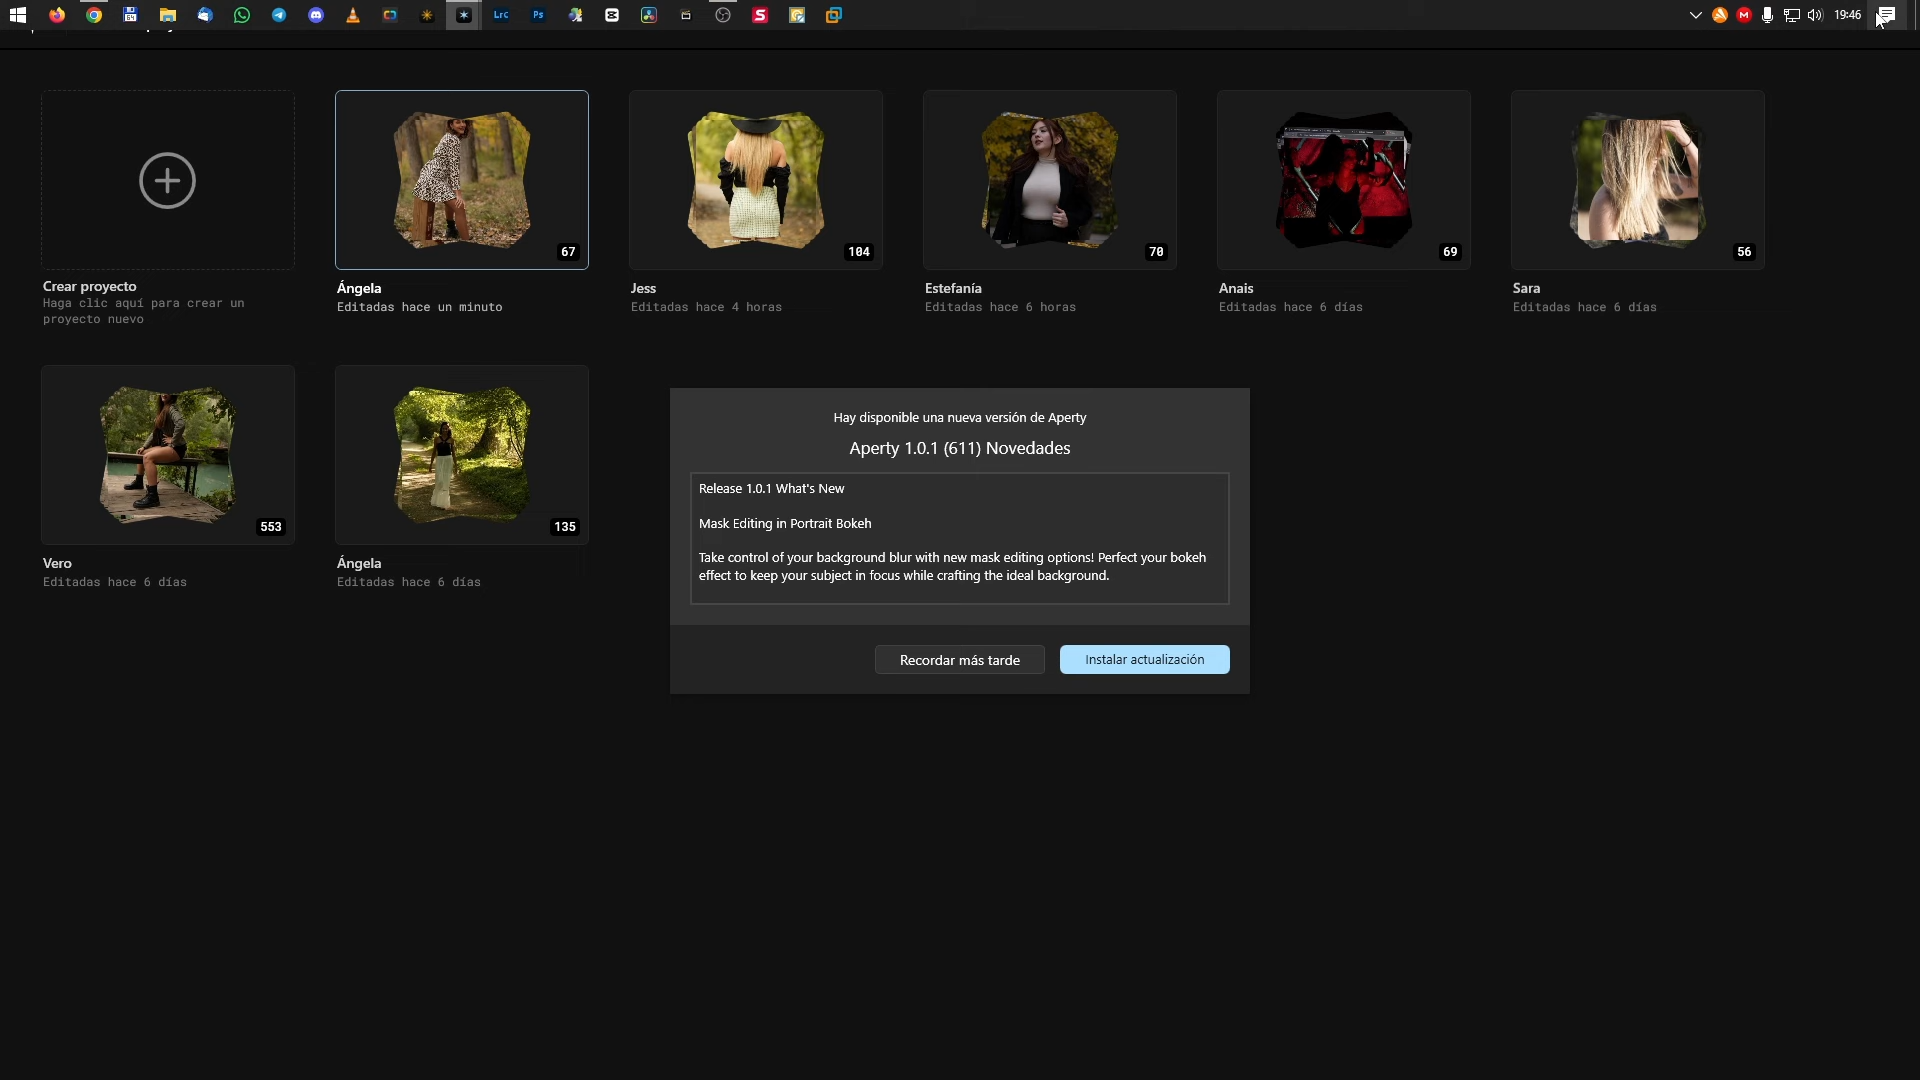 Lrc
Ps
19:46
67
104
70
69
56
Crear proyecto
Haga clic aquí para crear un
proyecto nuevo
Ángela
Editadas hace un minuto
Jess
Editadas hace 4 horas
Estefanía
Editadas hace 6 horas
Anais
Editadas hace 6 días
Sara
Editadas hace 6 días
553
135
Vero
Editadas hace 6 días
Ángela
Editadas hace 6 días
Hay disponible una nueva versión de Aperty
Aperty 1.0.1 (611) Novedades
Release 1.0.1 What's New
Mask Editing in Portrait Bokeh
Take control of your background blur with new mask editing options! Perfect your bokeh
effect to keep your subject in focus while crafting the ideal background.
Recordar más tarde
Instalar actualización